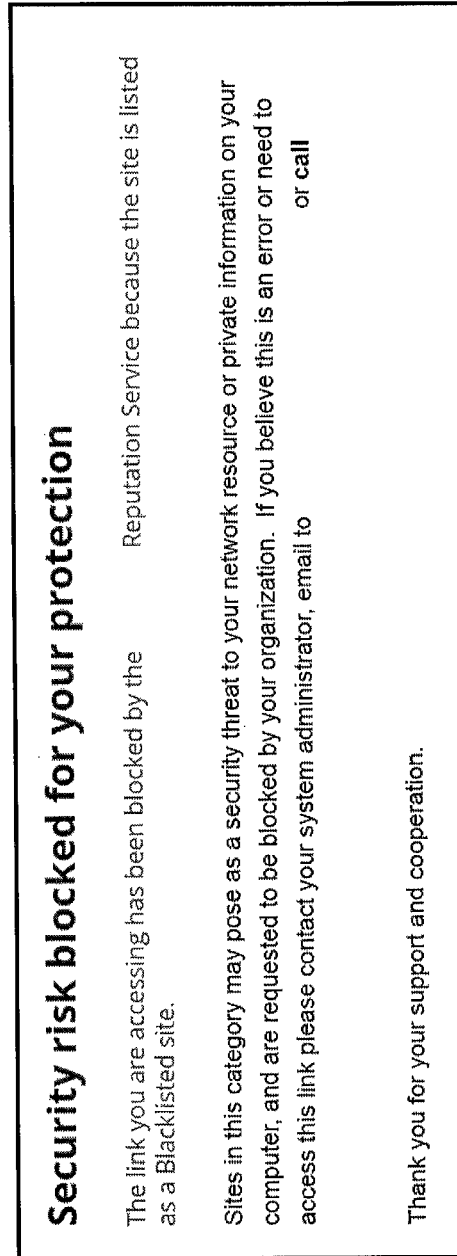 Security risk blocked for your protection
The link you are accessing has been blocked by the Reputation Service because the site is listed
as a Blacklisted site.
Sites in this category may pose as a security threat to your network resource or private information on your
computer, and are requested to be blocked by your organization. If you believe this is an error or need to
access this link please contact your system administrator, email to or call
Thank you for your support and cooperation.